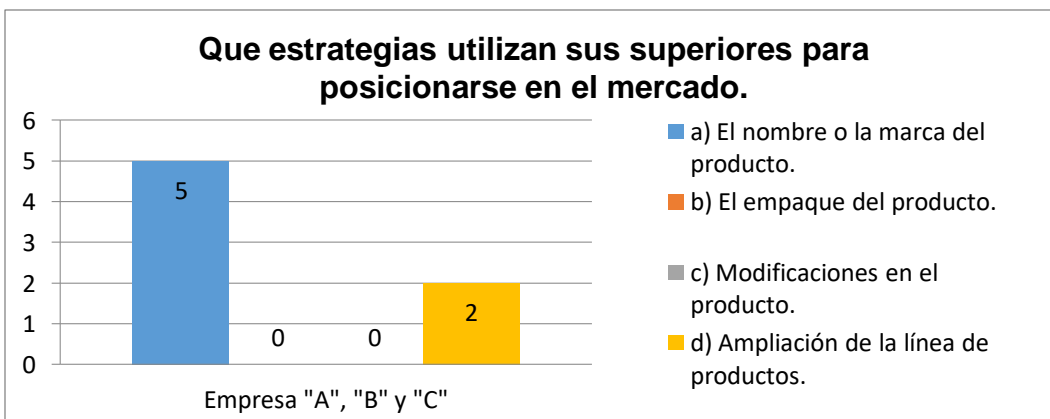 Que estrategias utilizan sus superiores para
posicionarse en el mercado.
6
5
4
3
2
1
0
5
0
0
2
Empresa "A", "B" y "C"
a) El nombre o la marca del
producto.
b) El empaque del producto.
c) Modificaciones en el
producto.
d) Ampliación de la línea de
productos.